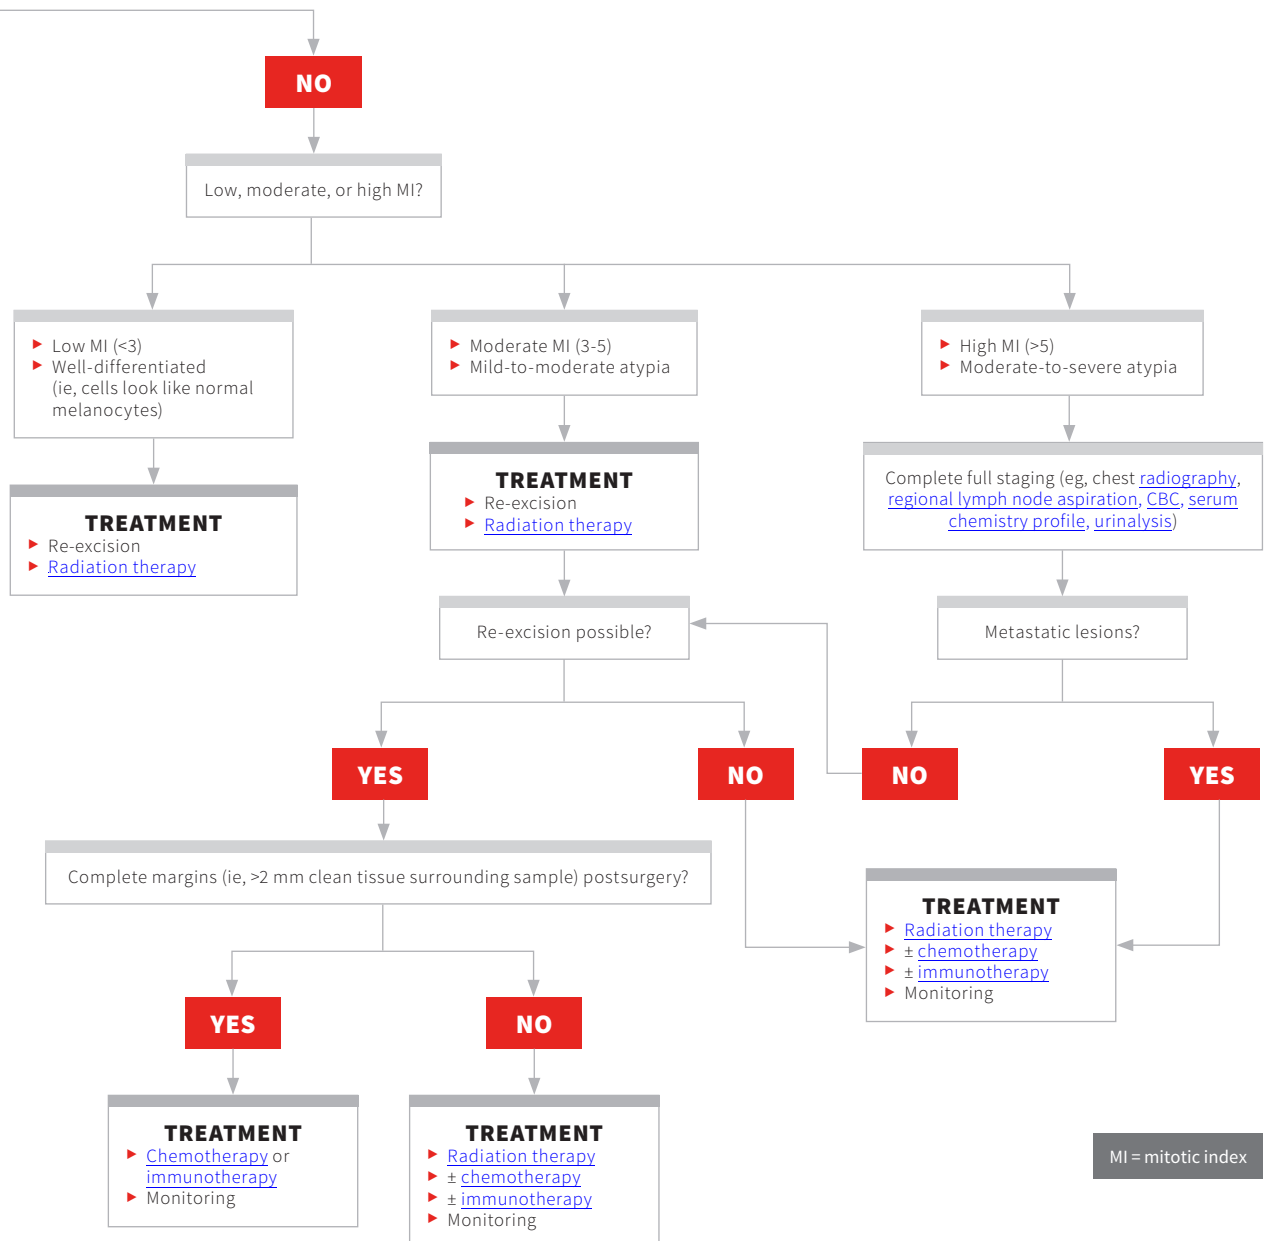 NO
Low, moderate, or high MI?
► Low MI (<3)
► Well-differentiated
(ie, cells look like normal
melanocytes)
► Moderate MI (3-5)
► Mild-to-moderate atypia
► High MI (>5)
► Moderate-to-severe atypia
TREATMENT
► Re-excision
► Radiation therapy
TREATMENT
► Re-excision
► Radiation therapy
Complete full staging (eg, chest radiography,
regional lymph node aspiration, CBC, serum
chemistry profile, urinalysis)
Re-excision possible?
Metastatic lesions?
YES
NO
NO
YES
Complete margins (ie, >2 mm clean tissue surrounding sample) postsurgery?
TREATMENT
► Radiation therapy
► ± chemotherapy
► ± immunotherapy
► Monitoring
YES
NO
TREATMENT
► Chemotherapy or
immunotherapy
► Monitoring
TREATMENT
► Radiation therapy
► ± chemotherapy
► ± immunotherapy
► Monitoring
MI = mitotic index